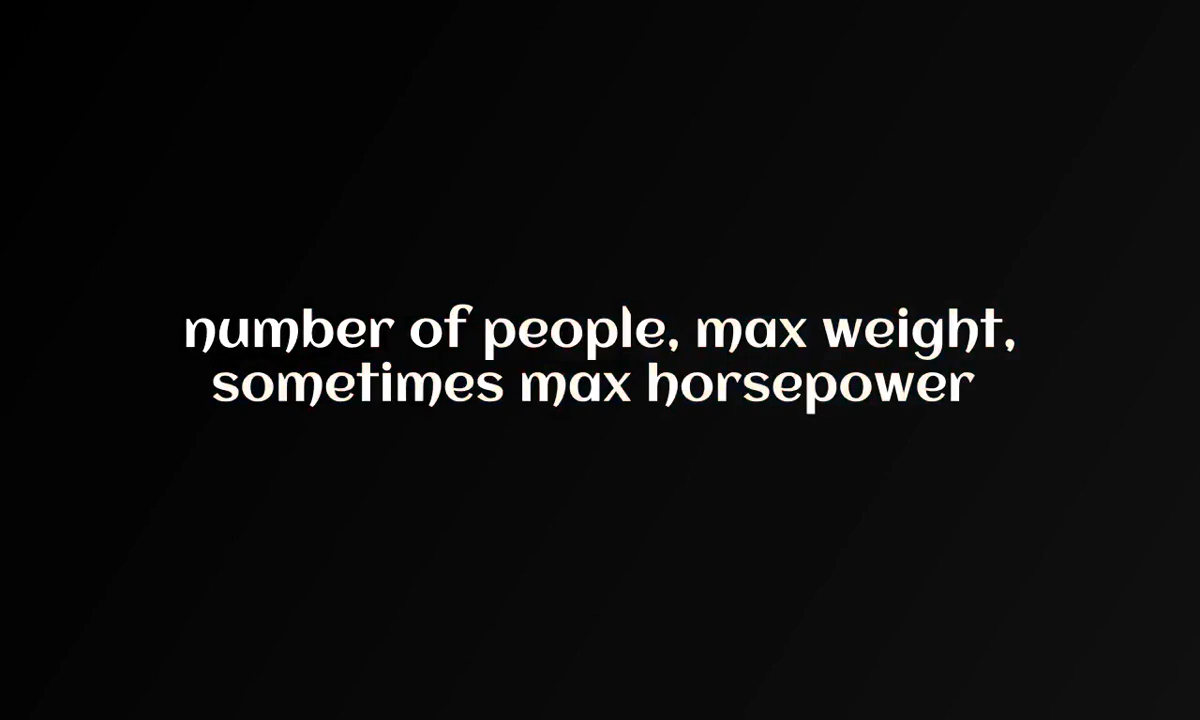 number of people, max weight,
sometimes max horsepower